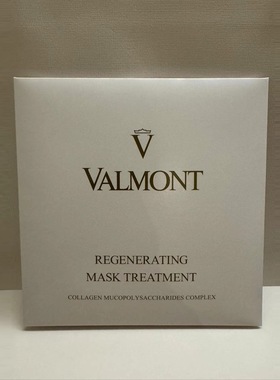 V
VALMONT
REGENERATING
MASK TREATMENT
COLLAGEN MUCOPOLYSACCHARIDES COMPLEX